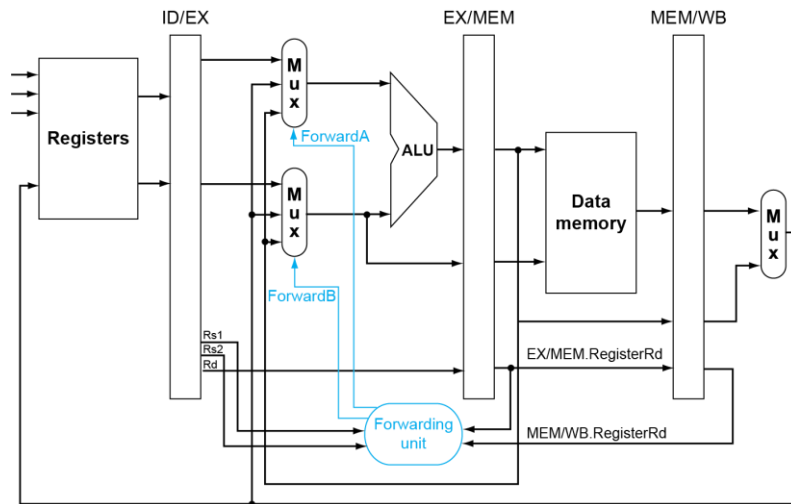 ID/EX
EX/MEM
MEM/WB
Registers
M
u
x
ForwardA
ALU
M
u
x
Data
memory
M
u
x
ForwardB
Rs1
Rs2
Rd
EX/MEM.RegisterRd
Forwarding
unit
MEM/WB.RegisterRd